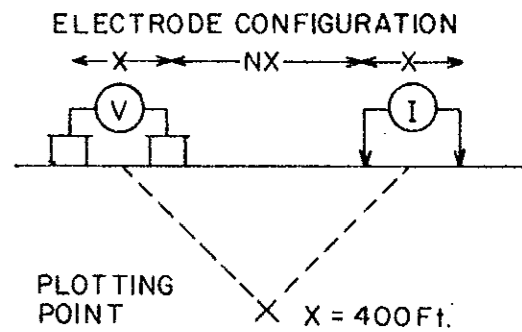 ELECTRODE CONFIGURATION
X NX X
V I
PLOTTING
POINT X X = 400 Ft.